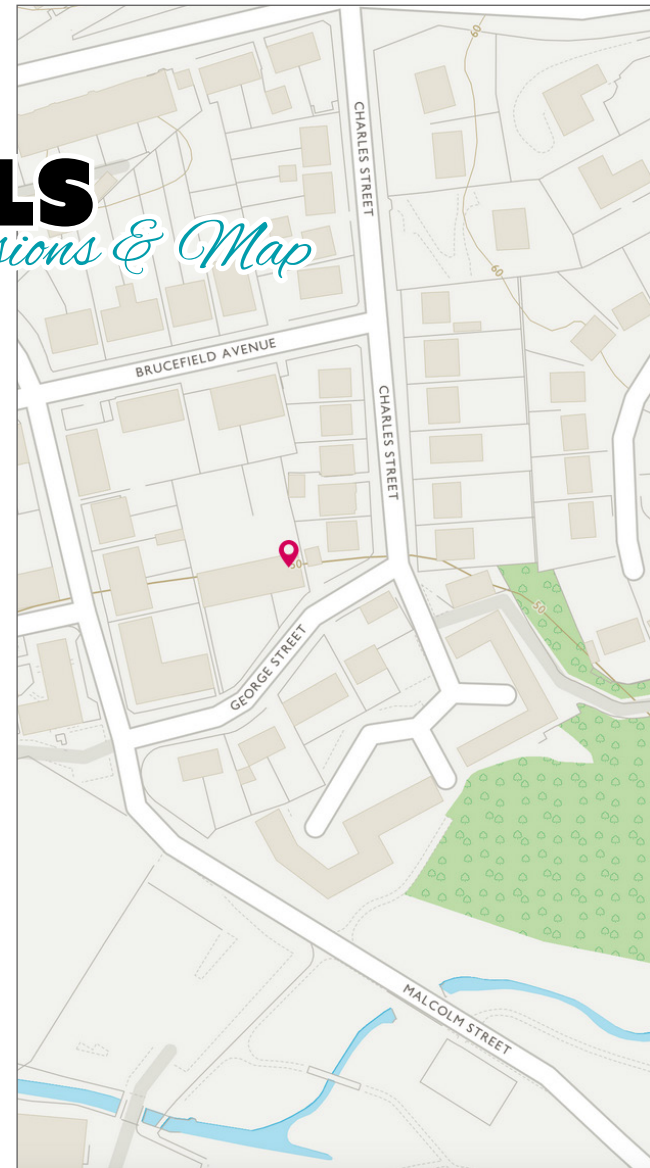 60
CHARLES STREET
LS
sions & Map
60
BRUCEFIELD AVENUE
CHARLES STREET
50
50
GEORGE STREET
MALCOLM STREET